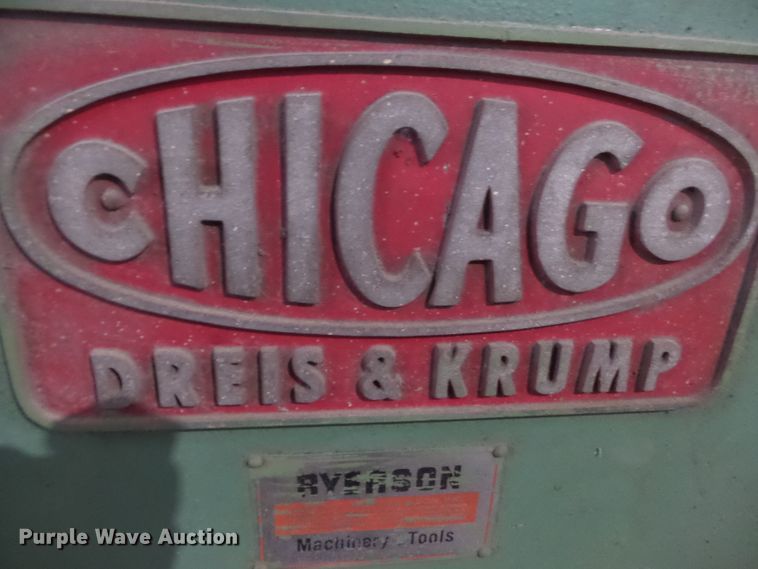 CHICAGO
DREIS & KRUMP
RYERSON
Machinery - Tools
Purple Wave Auction